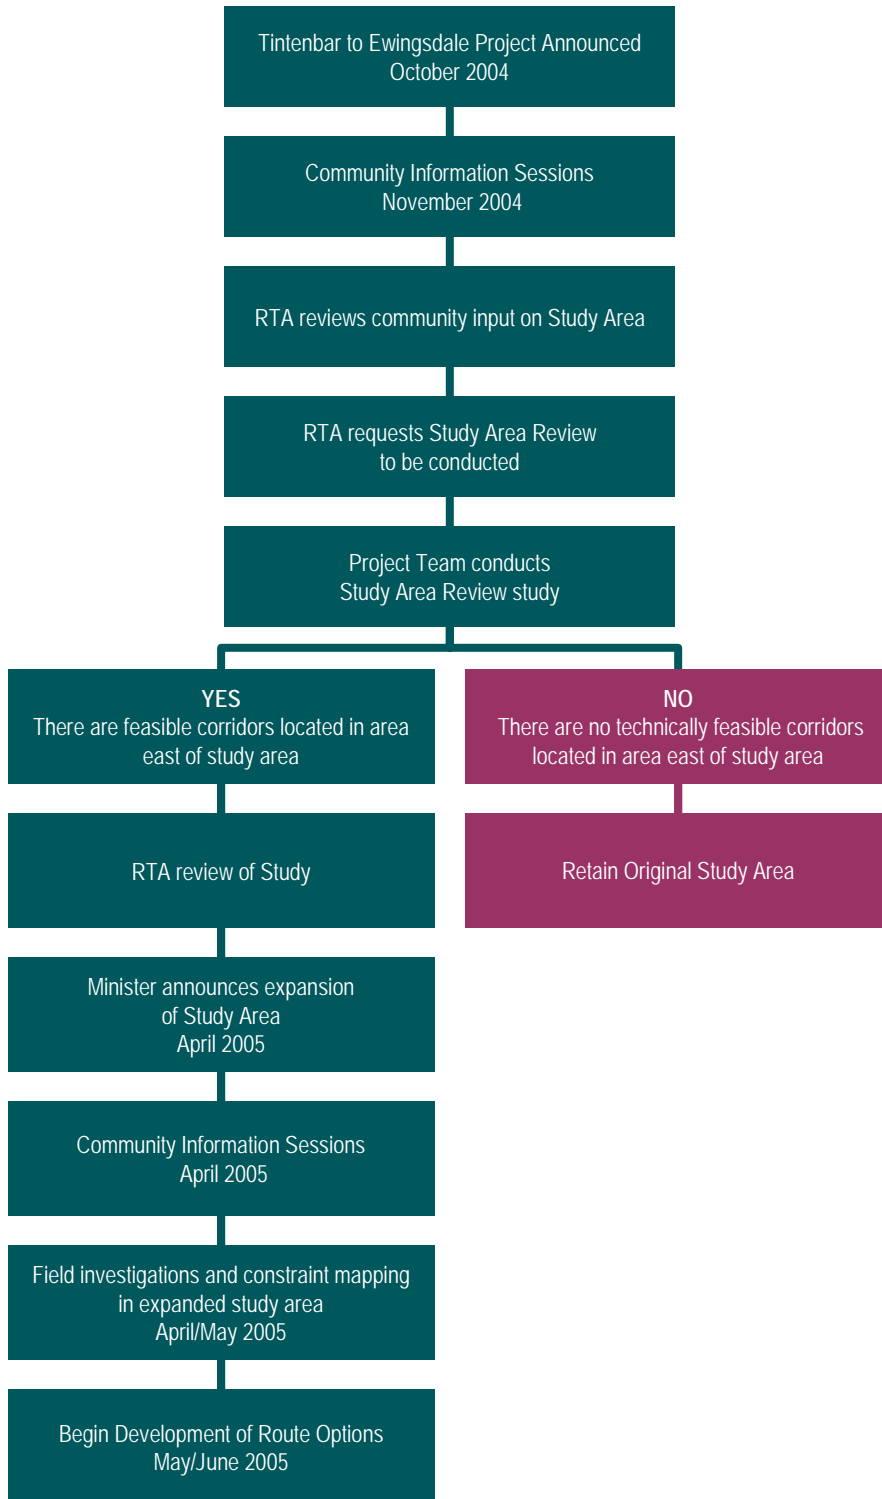 Tintenbar to Ewingsdale Project Announced
October 2004
Community Information Sessions
November 2004
RTA reviews community input on Study Area
RTA requests Study Area Review
to be conducted
Project Team conducts
Study Area Review study
YES
There are feasible corridors located in area
east of study area
NO
There are no technically feasible corridors
located in area east of study area
RTA review of Study
Retain Original Study Area
Minister announces expansion
of Study Area
April 2005
Community Information Sessions
April 2005
Field investigations and constraint mapping
in expanded study area
April/May 2005
Begin Development of Route Options
May/June 2005